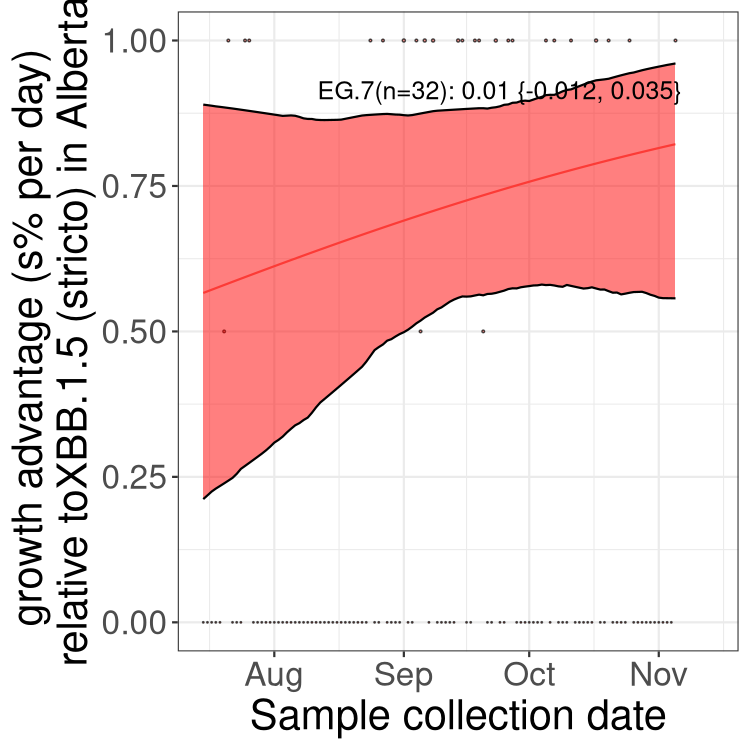 growth advantage (s% per day)
relative toXBB.1.5 (stricto) in Alberta
1.00
0.75
0.50
0.25
0.00
EG.7(n=32): 0.01 {-0.012, 0.035}
Aug Sep Oct Nov
Sample collection date